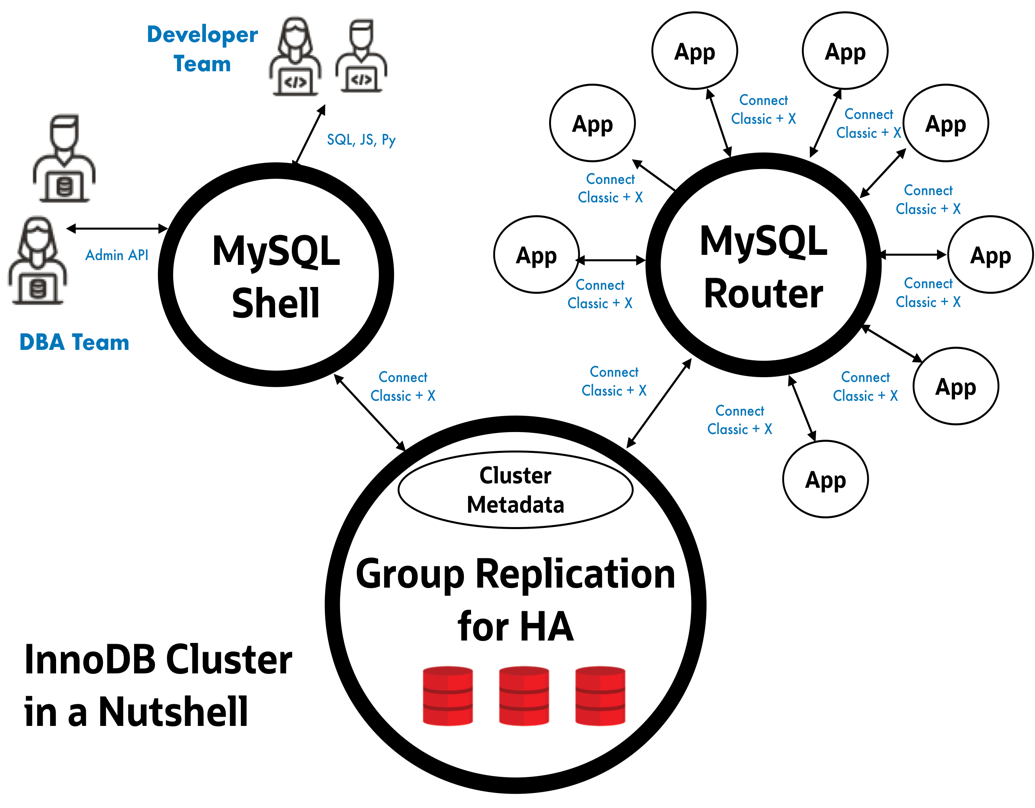 Developer
Team
</>
</>
SQL, JS, Py
Admin API
DBA Team
MySQL
Shell
App
App
App
App
App
App
App
App
Connect
Classic + X
Connect
Classic + X
Connect
Classic + X
Connect
Classic + X
Connect
Classic + X
Connect
Classic + X
Connect
Classic + X
Connect
Classic + X
MySQL
Router
Connect
Classic + X
Connect
Classic + X
Cluster
Metadata
Group Replication
for HA
InnoDB Cluster
in a Nutshell